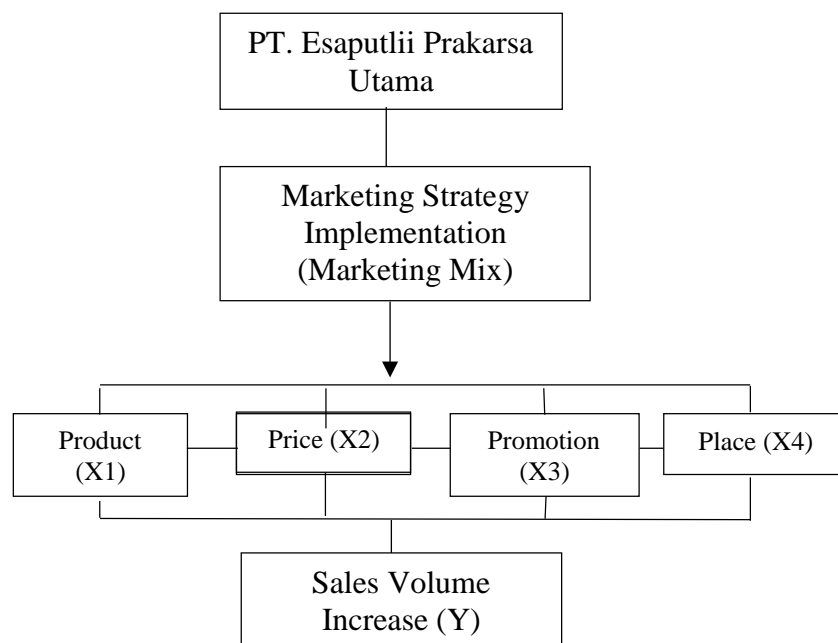 PT. Esaputlii Prakarsa
Utama
Marketing Strategy
Implementation
(Marketing Mix)
Product
(X1)
Price (X2)
Promotion
(X3)
Place (X4)
Sales Volume
Increase (Y)